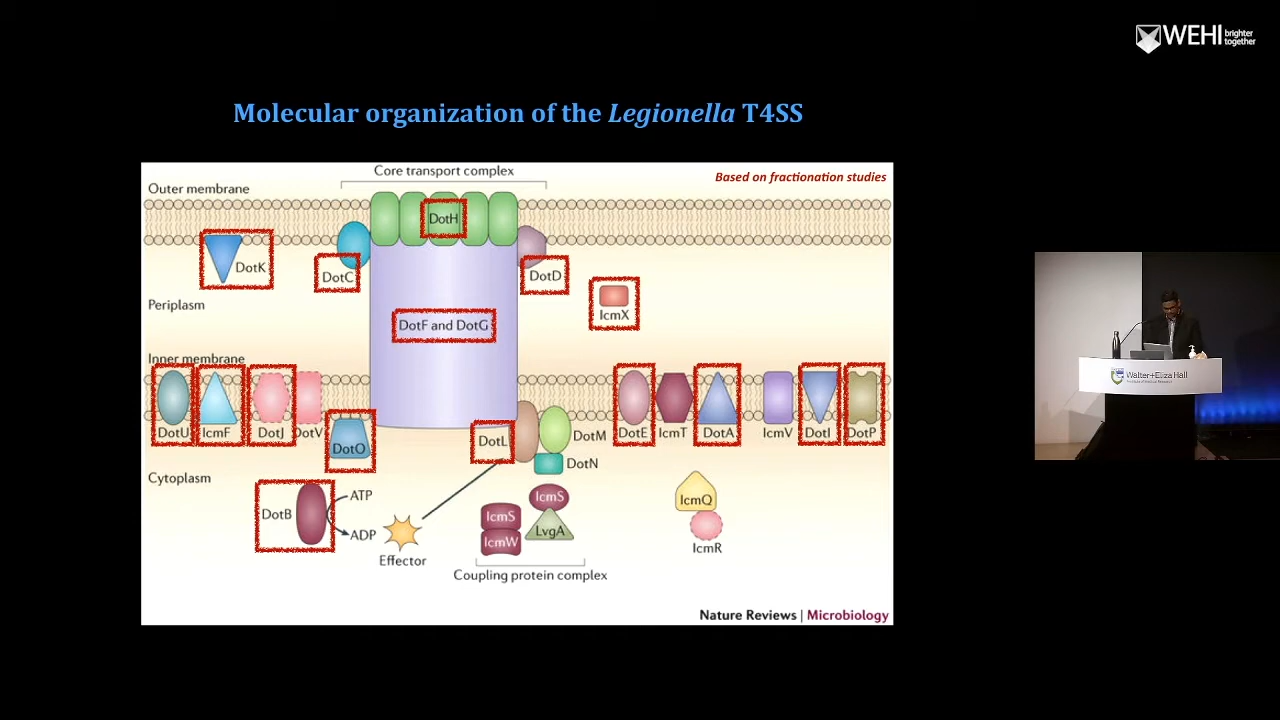 WEHI brighter together
Molecular organization of the Legionella T4SS
Core transport complex
Based on fractionation studies
Outer membrane
DotH
DotK
DotC
DotD
Periplasm
IcmX
DotF and DotG
Inner membrane
DotU
IcmF
DotJ
DotV
DotO
DotL
DotM
DotN
DotE
IcmT
DotA
IcmV
DotI
DotP
Cytoplasm
DotB
ATP
ADP
Effector
IcmS
IcmW
IcmS
LvgA
IcmQ
IcmR
Coupling protein complex
Nature Reviews | Microbiology
Walter+Eliza Hall